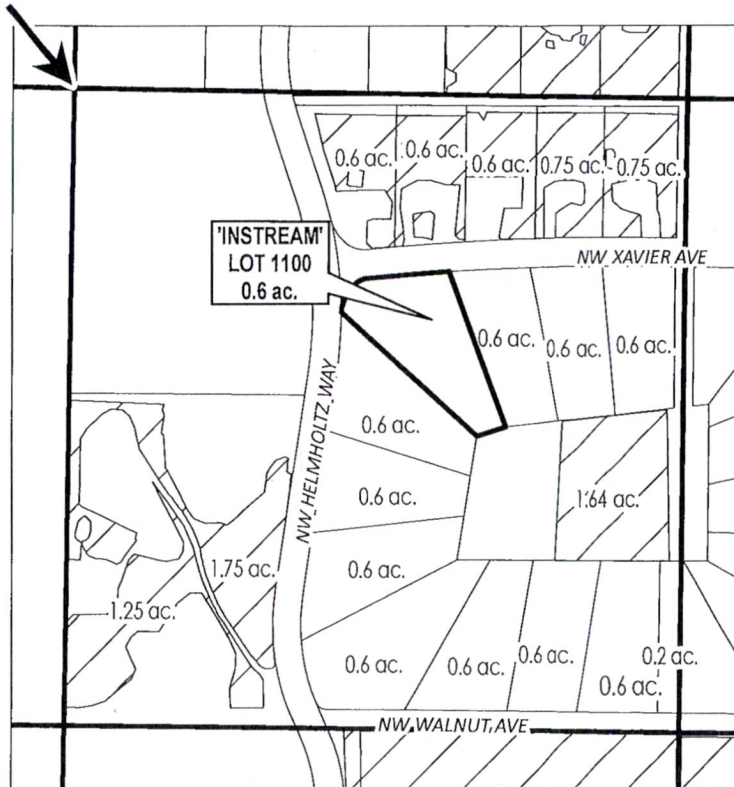 0.6 ac.
0.6 ac.
0.6 ac.
0.75 ac.
0.75 ac.
'INSTREAM'
LOT 1100
0.6 ac.
NW XAVIER AVE
0.6 ac.
0.6 ac.
0.6 ac.
NW HELMHOLTZ WAY
0.6 ac.
0.6 ac.
1.64 ac.
0.6 ac.
1.75 ac.
1.25 ac.
0.6 ac.
0.6 ac.
0.6 ac.
0.2 ac.
0.6 ac.
NW WALNUT AVE